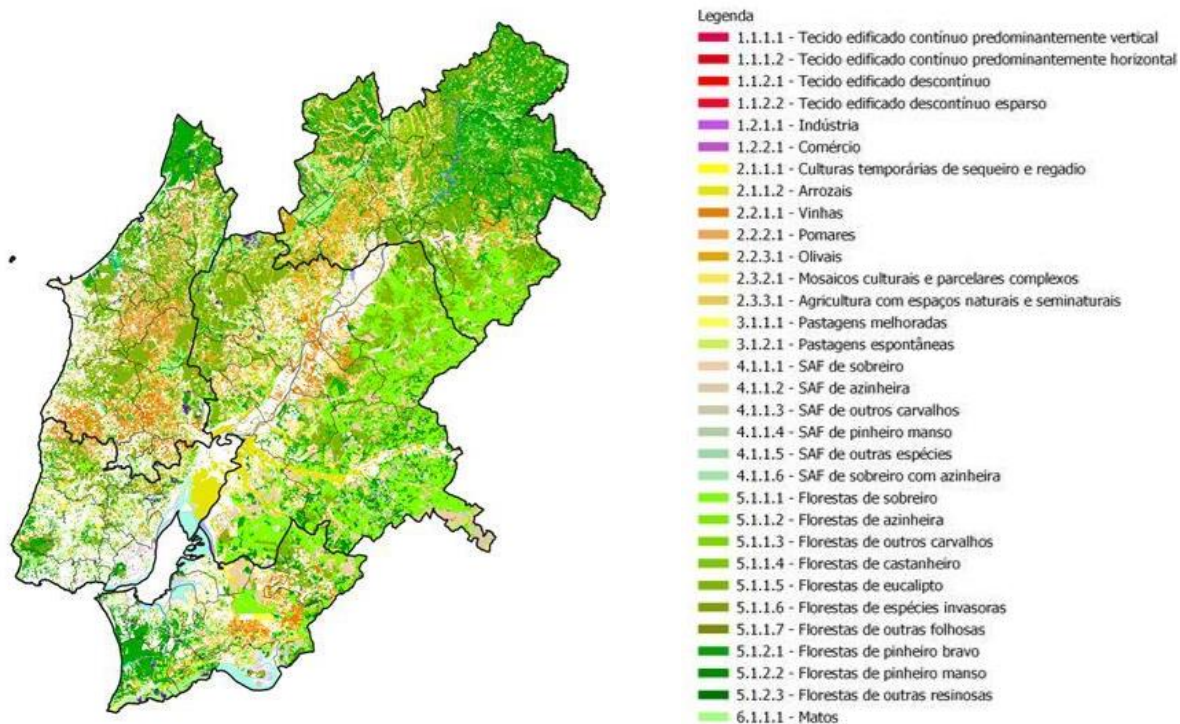 Legenda
1.1.1.1 - Tecido edificado contínuo predominantemente vertical
1.1.1.2 - Tecido edificado contínuo predominantemente horizontal
1.1.2.1 - Tecido edificado descontínuo
1.1.2.2 - Tecido edificado descontínuo esparso
1.2.1.1 - Indústria
1.2.2.1 - Comércio
2.1.1.1 - Culturas temporárias de sequeiro e regadio
2.1.1.2 - Arrozais
2.2.1.1 - Vinhas
2.2.2.1 - Pomares
2.2.3.1 - Olivais
2.3.2.1 - Mosaicos culturais e parcelares complexos
2.3.3.1 - Agricultura com espaços naturais e seminaturais
3.1.1.1 - Pastagens melhoradas
3.1.2.1 - Pastagens espontâneas
4.1.1.1 - SAF de sobreiro
4.1.1.2 - SAF de azinheira
4.1.1.3 - SAF de outros carvalhos
4.1.1.4 - SAF de pinheiro manso
4.1.1.5 - SAF de outras espécies
4.1.1.6 - SAF de sobreiro com azinheira
5.1.1.1 - Florestas de sobreiro
5.1.1.2 - Florestas de azinheira
5.1.1.3 - Florestas de outros carvalhos
5.1.1.4 - Florestas de castanheiro
5.1.1.5 - Florestas de eucalipto
5.1.1.6 - Florestas de espécies invasoras
5.1.1.7 - Florestas de outras folhosas
5.1.2.1 - Florestas de pinheiro bravo
5.1.2.2 - Florestas de pinheiro manso
5.1.2.3 - Florestas de outras resinosas
6.1.1.1 - Matos